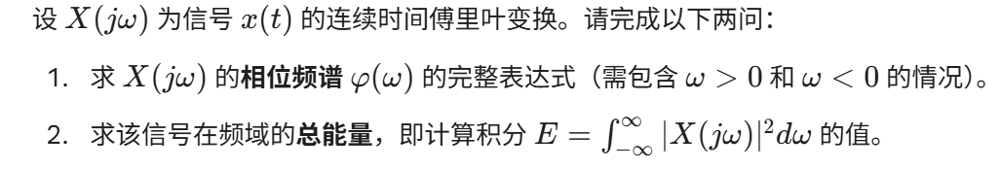 设 $X(j\omega)$ 为信号 $x(t)$ 的连续时间傅里叶变换。请完成以下两问：
1. 求 $X(j\omega)$ 的相位频谱 $\varphi(\omega)$ 的完整表达式（需包含 $\omega > 0$ 和 $\omega < 0$ 的情况）。
2. 求该信号在频域的总能量，即计算积分 $E = \int_{-\infty}^{\infty} |X(j\omega)|^2 d\omega$ 的值。